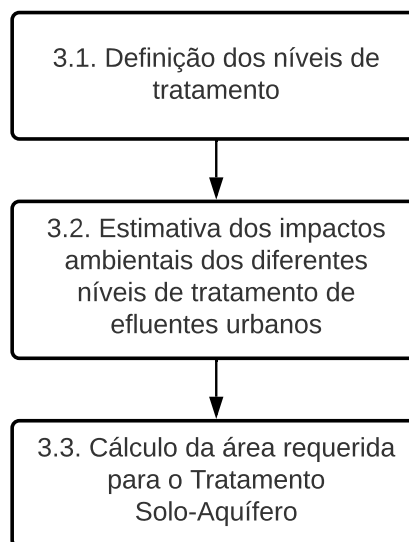 3.1. Definição dos níveis de
tratamento
3.2. Estimativa dos impactos
ambientais dos diferentes
níveis de tratamento de
efluentes urbanos
3.3. Cálculo da área requerida
para o Tratamento
Solo-Aquífero